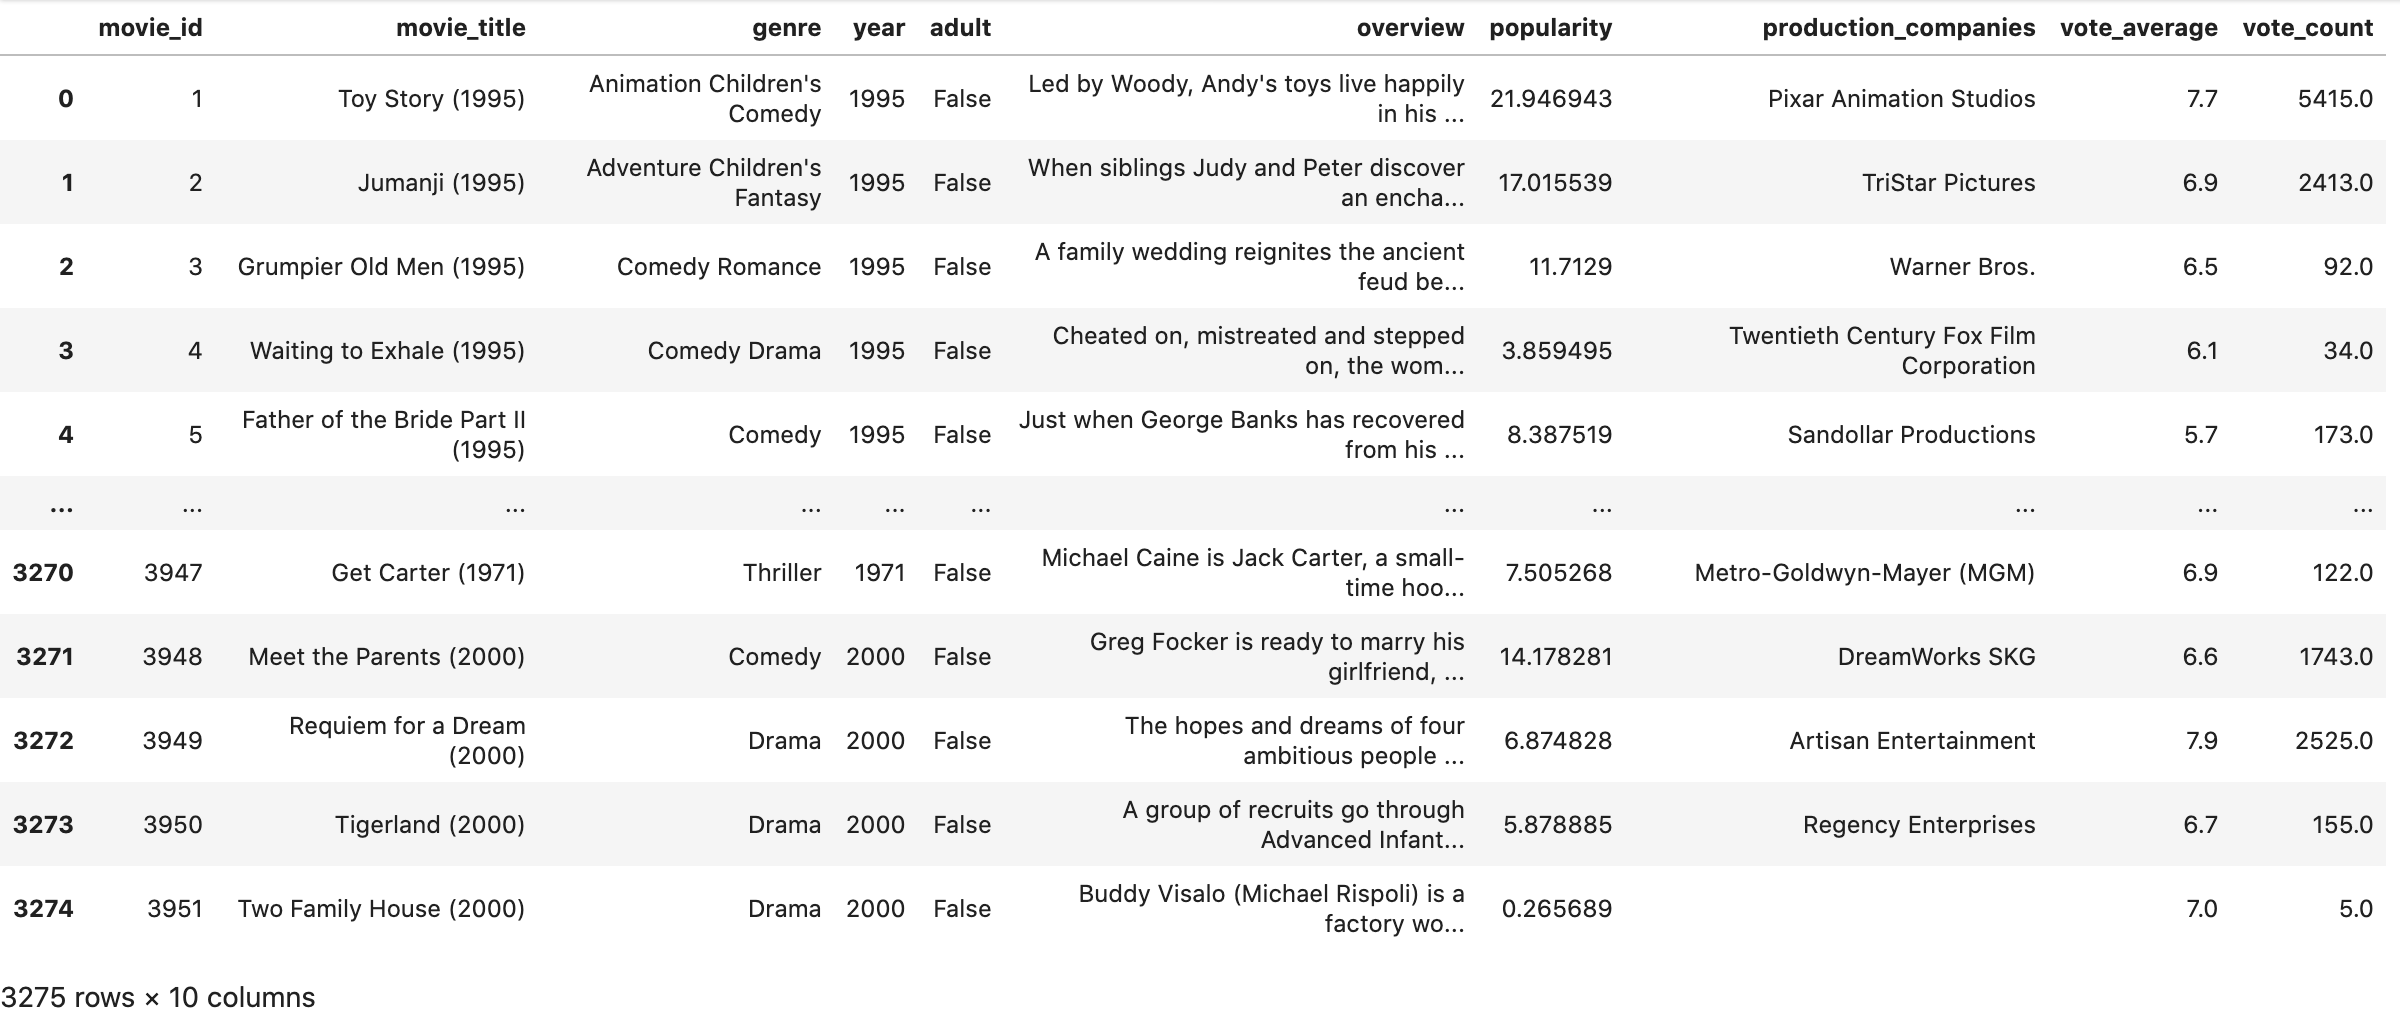 movie_id movie_title genre year adult overview popularity production_companies vote_average vote_count
0 1 Toy Story (1995) Animation Children's Comedy 1995 False Led by Woody, Andy's toys live happily in his ... 21.946943 Pixar Animation Studios 7.7 5415.0
1 2 Jumanji (1995) Adventure Children's Fantasy 1995 False When siblings Judy and Peter discover an encha... 17.015539 TriStar Pictures 6.9 2413.0
2 3 Grumpier Old Men (1995) Comedy Romance 1995 False A family wedding reignites the ancient feud be... 11.7129 Warner Bros. 6.5 92.0
3 4 Waiting to Exhale (1995) Comedy Drama 1995 False Cheated on, mistreated and stepped on, the wom... 3.859495 Twentieth Century Fox Film Corporation 6.1 34.0
4 5 Father of the Bride Part II (1995) Comedy 1995 False Just when George Banks has recovered from his ... 8.387519 Sandollar Productions 5.7 173.0
... ... ... ... ... ... ... ... ... ... ...
3270 3947 Get Carter (1971) Thriller 1971 False Michael Caine is Jack Carter, a small-time hoo... 7.505268 Metro-Goldwyn-Mayer (MGM) 6.9 122.0
3271 3948 Meet the Parents (2000) Comedy 2000 False Greg Focker is ready to marry his girlfriend, ... 14.178281 DreamWorks SKG 6.6 1743.0
3272 3949 Requiem for a Dream (2000) Drama 2000 False The hopes and dreams of four ambitious people ... 6.874828 Artisan Entertainment 7.9 2525.0
3273 3950 Tigerland (2000) Drama 2000 False A group of recruits go through Advanced Infant... 5.878885 Regency Enterprises 6.7 155.0
3274 3951 Two Family House (2000) Drama 2000 False Buddy Visalo (Michael Rispoli) is a factory wo... 0.265689 7.0 5.0
3275 rows × 10 columns